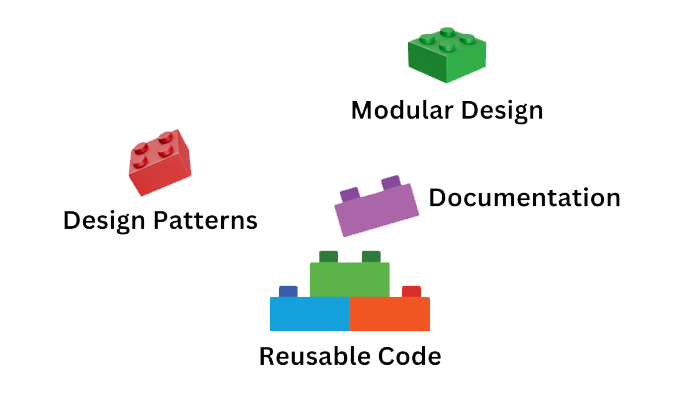 Modular Design
Documentation
Design Patterns
Reusable Code